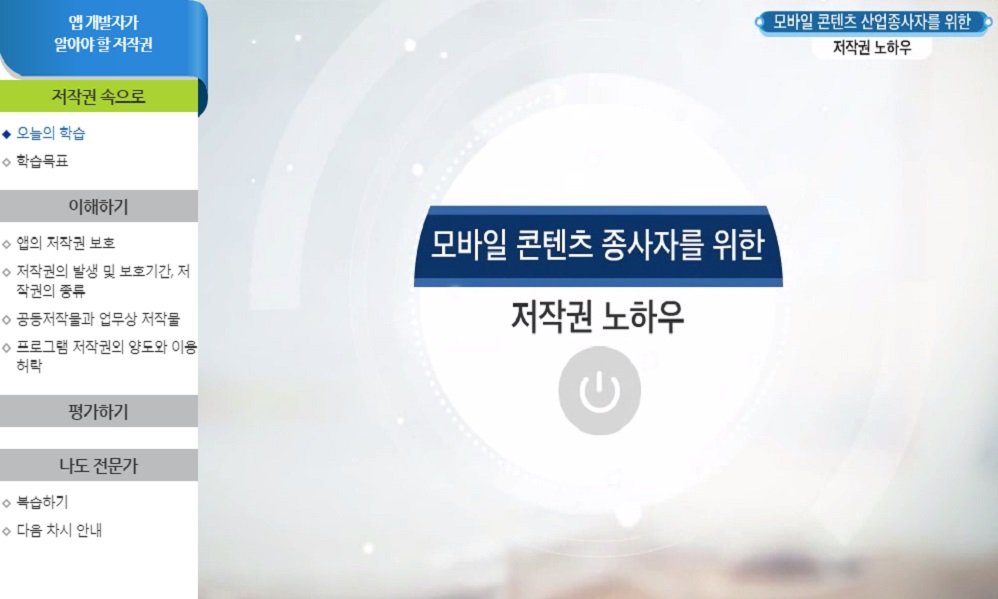 앱 개발자가
알아야 할 저작권
저작권 속으로
오늘의 학습
학습목표
이해하기
앱의 저작권 보호
저작권의 발생 및 보호기간, 저
작권의 종류
공동저작물과 업무상 저작물
프로그램 저작권의 양도와 이용
허락
평가하기
나도 전문가
복습하기
다음 차시 안내
모바일 콘텐츠 산업종사자를 위한
저작권 노하우
모바일 콘텐츠 종사자를 위한
저작권 노하우